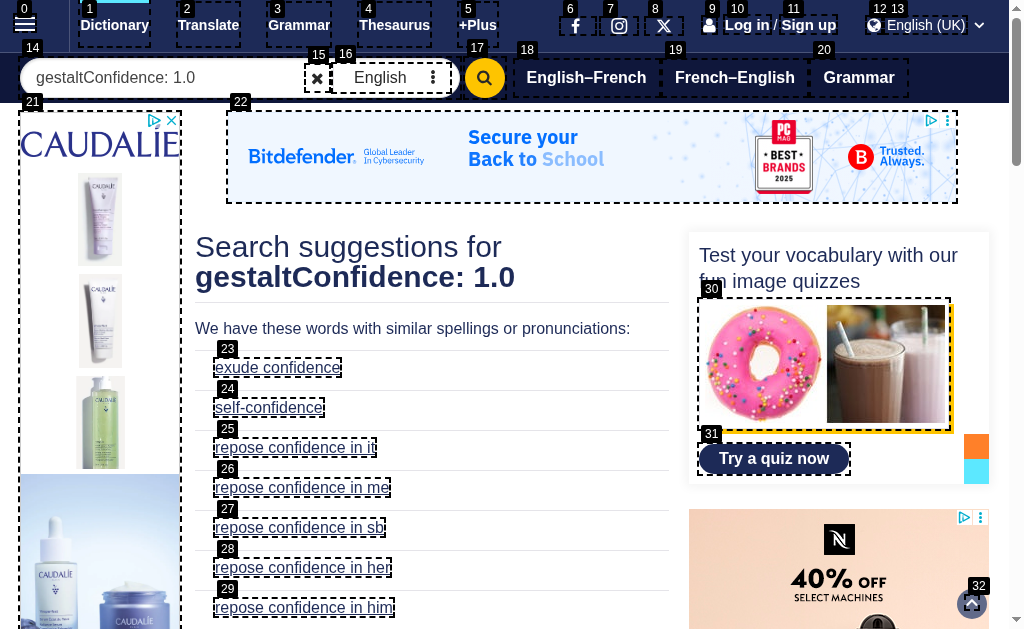 0 1 2 3 4 5 6 7 8 9 10 11 12 13
Dictionary Translate Grammar Thesaurus +Plus Log in / Sign up English (UK)
14 15 16 17 18 19 20
gestaltConfidence: 1.0 English English–French French–English Grammar
21 22
CAUDALÍE
Bitdefender Global Leader In Cybersecurity
Secure your
Back to School
PC MAG
BEST
BRANDS
2025
B Trusted. Always.
Search suggestions for
gestaltConfidence: 1.0
We have these words with similar spellings or pronunciations:
23
exude confidence
24
self-confidence
25
repose confidence in it
26
repose confidence in me
27
repose confidence in sb
28
repose confidence in her
29
repose confidence in him
Test your vocabulary with our
fun image quizzes
30
31
Try a quiz now
N
40% OFF
SELECT MACHINES
32
CAUDALÍE
CAUDALÍE